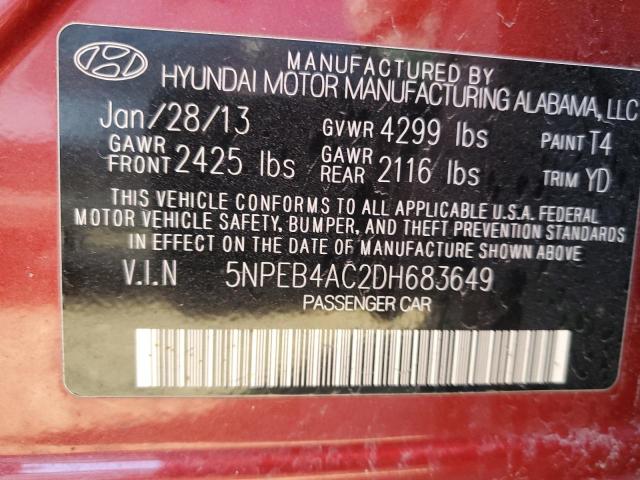 MANUFACTURED BY
HYUNDAI MOTOR MANUFACTURING ALABAMA, LLC
Jan/28/13 GVWR 4299 lbs PAINT T4
GAWR FRONT 2425 lbs GAWR REAR 2116 lbs TRIM YD
THIS VEHICLE CONFORMS TO ALL APPLICABLE U.S.A. FEDERAL
MOTOR VEHICLE SAFETY, BUMPER, AND THEFT PREVENTION STANDARDS
IN EFFECT ON THE DATE OF MANUFACTURE SHOWN ABOVE
V.I.N 5NPEB4AC2DH683649
PASSENGER CAR